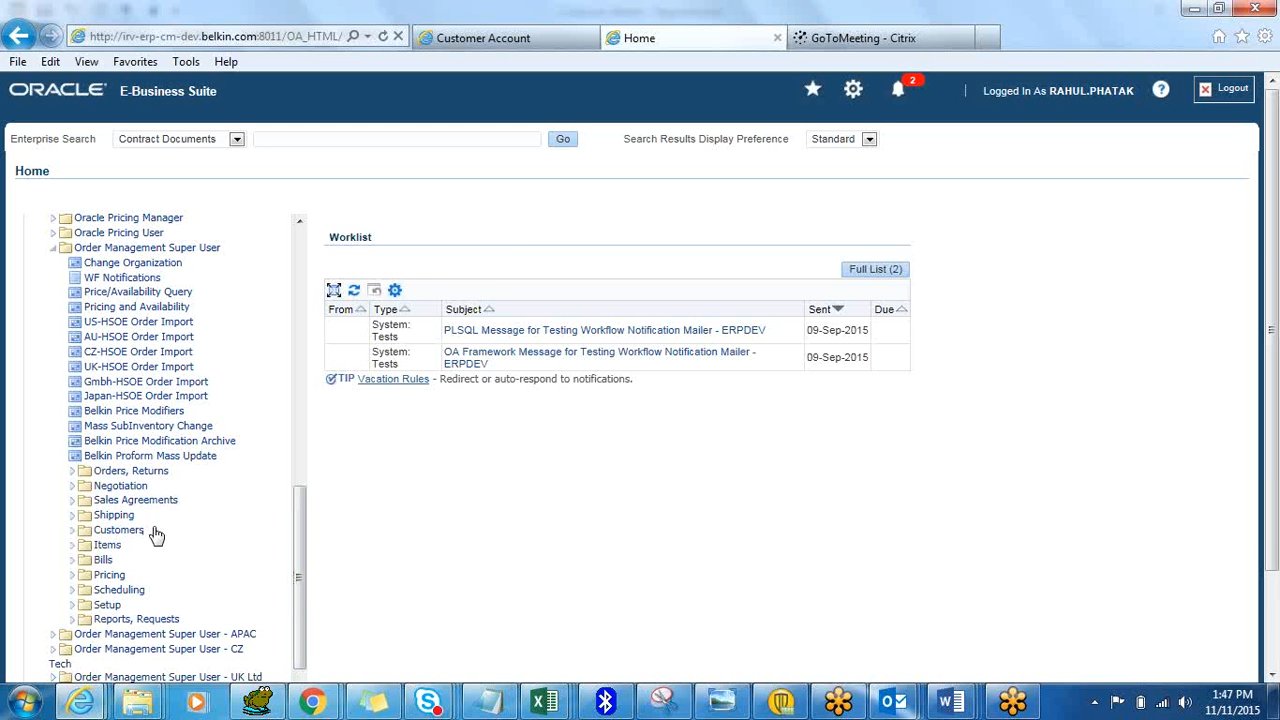 http://irv-erp-cm-dev.belkin.com:8011/OA_HTML/
Customer Account
Home
GoToMeeting - Citrix
File Edit View Favorites Tools Help
ORACLE E-Business Suite
2
Logged In As RAHUL.PHATAK
? Logout
Enterprise Search Contract Documents Go Search Results Display Preference Standard
Home
Oracle Pricing Manager
Oracle Pricing User
Order Management Super User
Change Organization
WF Notifications
Price/Availability Query
Pricing and Availability
US-HSOE Order Import
AU-HSOE Order Import
CZ-HSOE Order Import
UK-HSOE Order Import
Gmbh-HSOE Order Import
Japan-HSOE Order Import
Belkin Price Modifiers
Mass SubInventory Change
Belkin Price Modification Archive
Belkin Proform Mass Update
Orders, Returns
Negotiation
Sales Agreements
Shipping
Customers
Items
Bills
Pricing
Scheduling
Setup
Reports, Requests
Order Management Super User - APAC
Order Management Super User - CZ
Tech
Order Management Super User - UK Ltd
Worklist
Full List (2)
From Type Subject Sent Due
System: Tests PLSQL Message for Testing Workflow Notification Mailer - ERPDEV 09-Sep-2015
System: Tests OA Framework Message for Testing Workflow Notification Mailer - ERPDEV 09-Sep-2015
TIP Vacation Rules - Redirect or auto-respond to notifications.
1:47 PM
11/11/2015